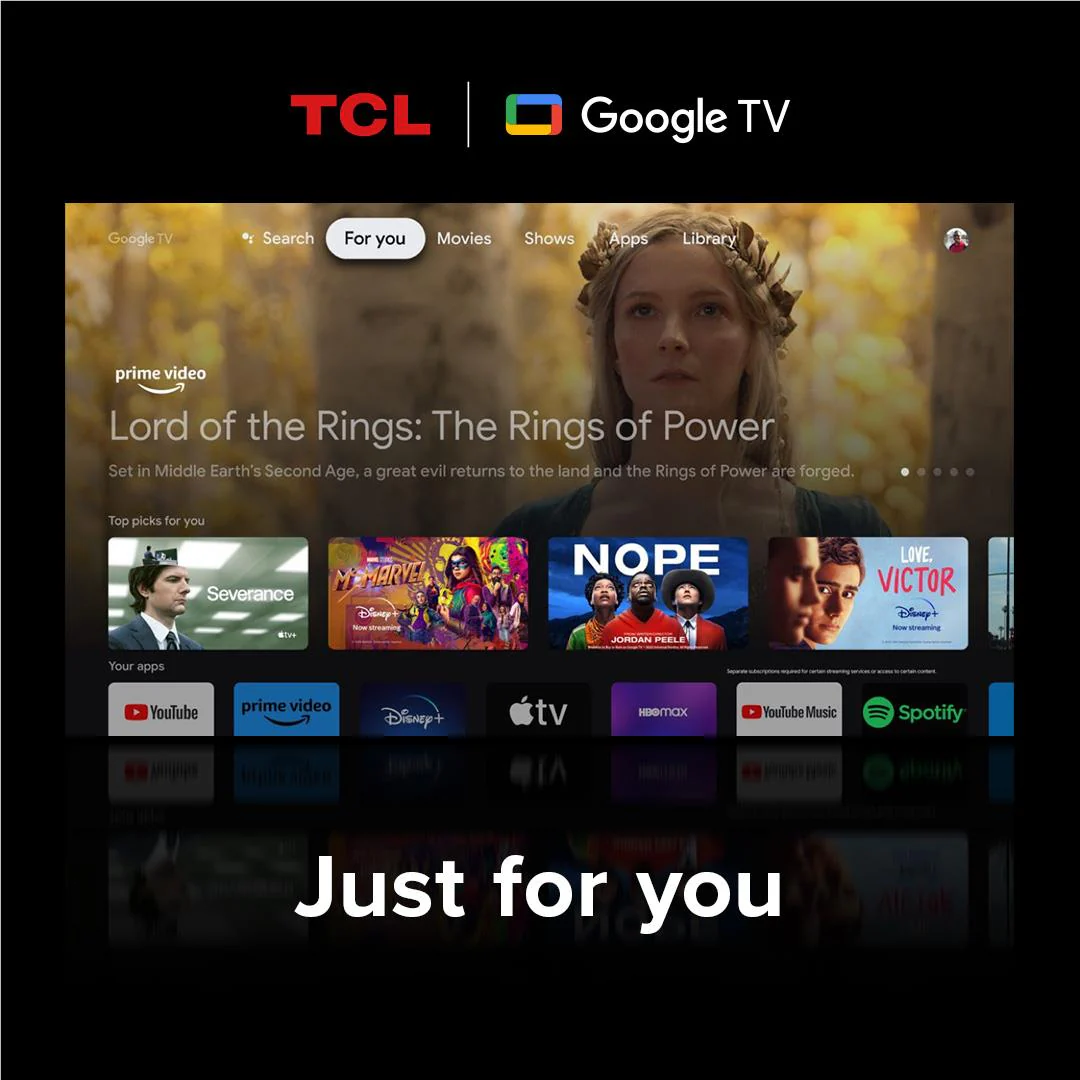 TCL | Google TV
Google TV Search For you Movies Shows Apps Library
prime video
Lord of the Rings: The Rings of Power
Set in Middle Earth's Second Age, a great evil returns to the land and the Rings of Power are forged.
Top picks for you
Severance
tv+
MARVEL STUDIOS
Ms. MARVEL
Disney+
Now streaming
NOPE
FROM WRITER/DIRECTOR
JORDAN PEELE
LOVE,
VICTOR
Disney+
Now streaming
Your apps
Separate subscriptions required for certain streaming services or access to certain content.
YouTube prime video Disney+ tv HBOMAX YouTube Music Spotify
Just for you